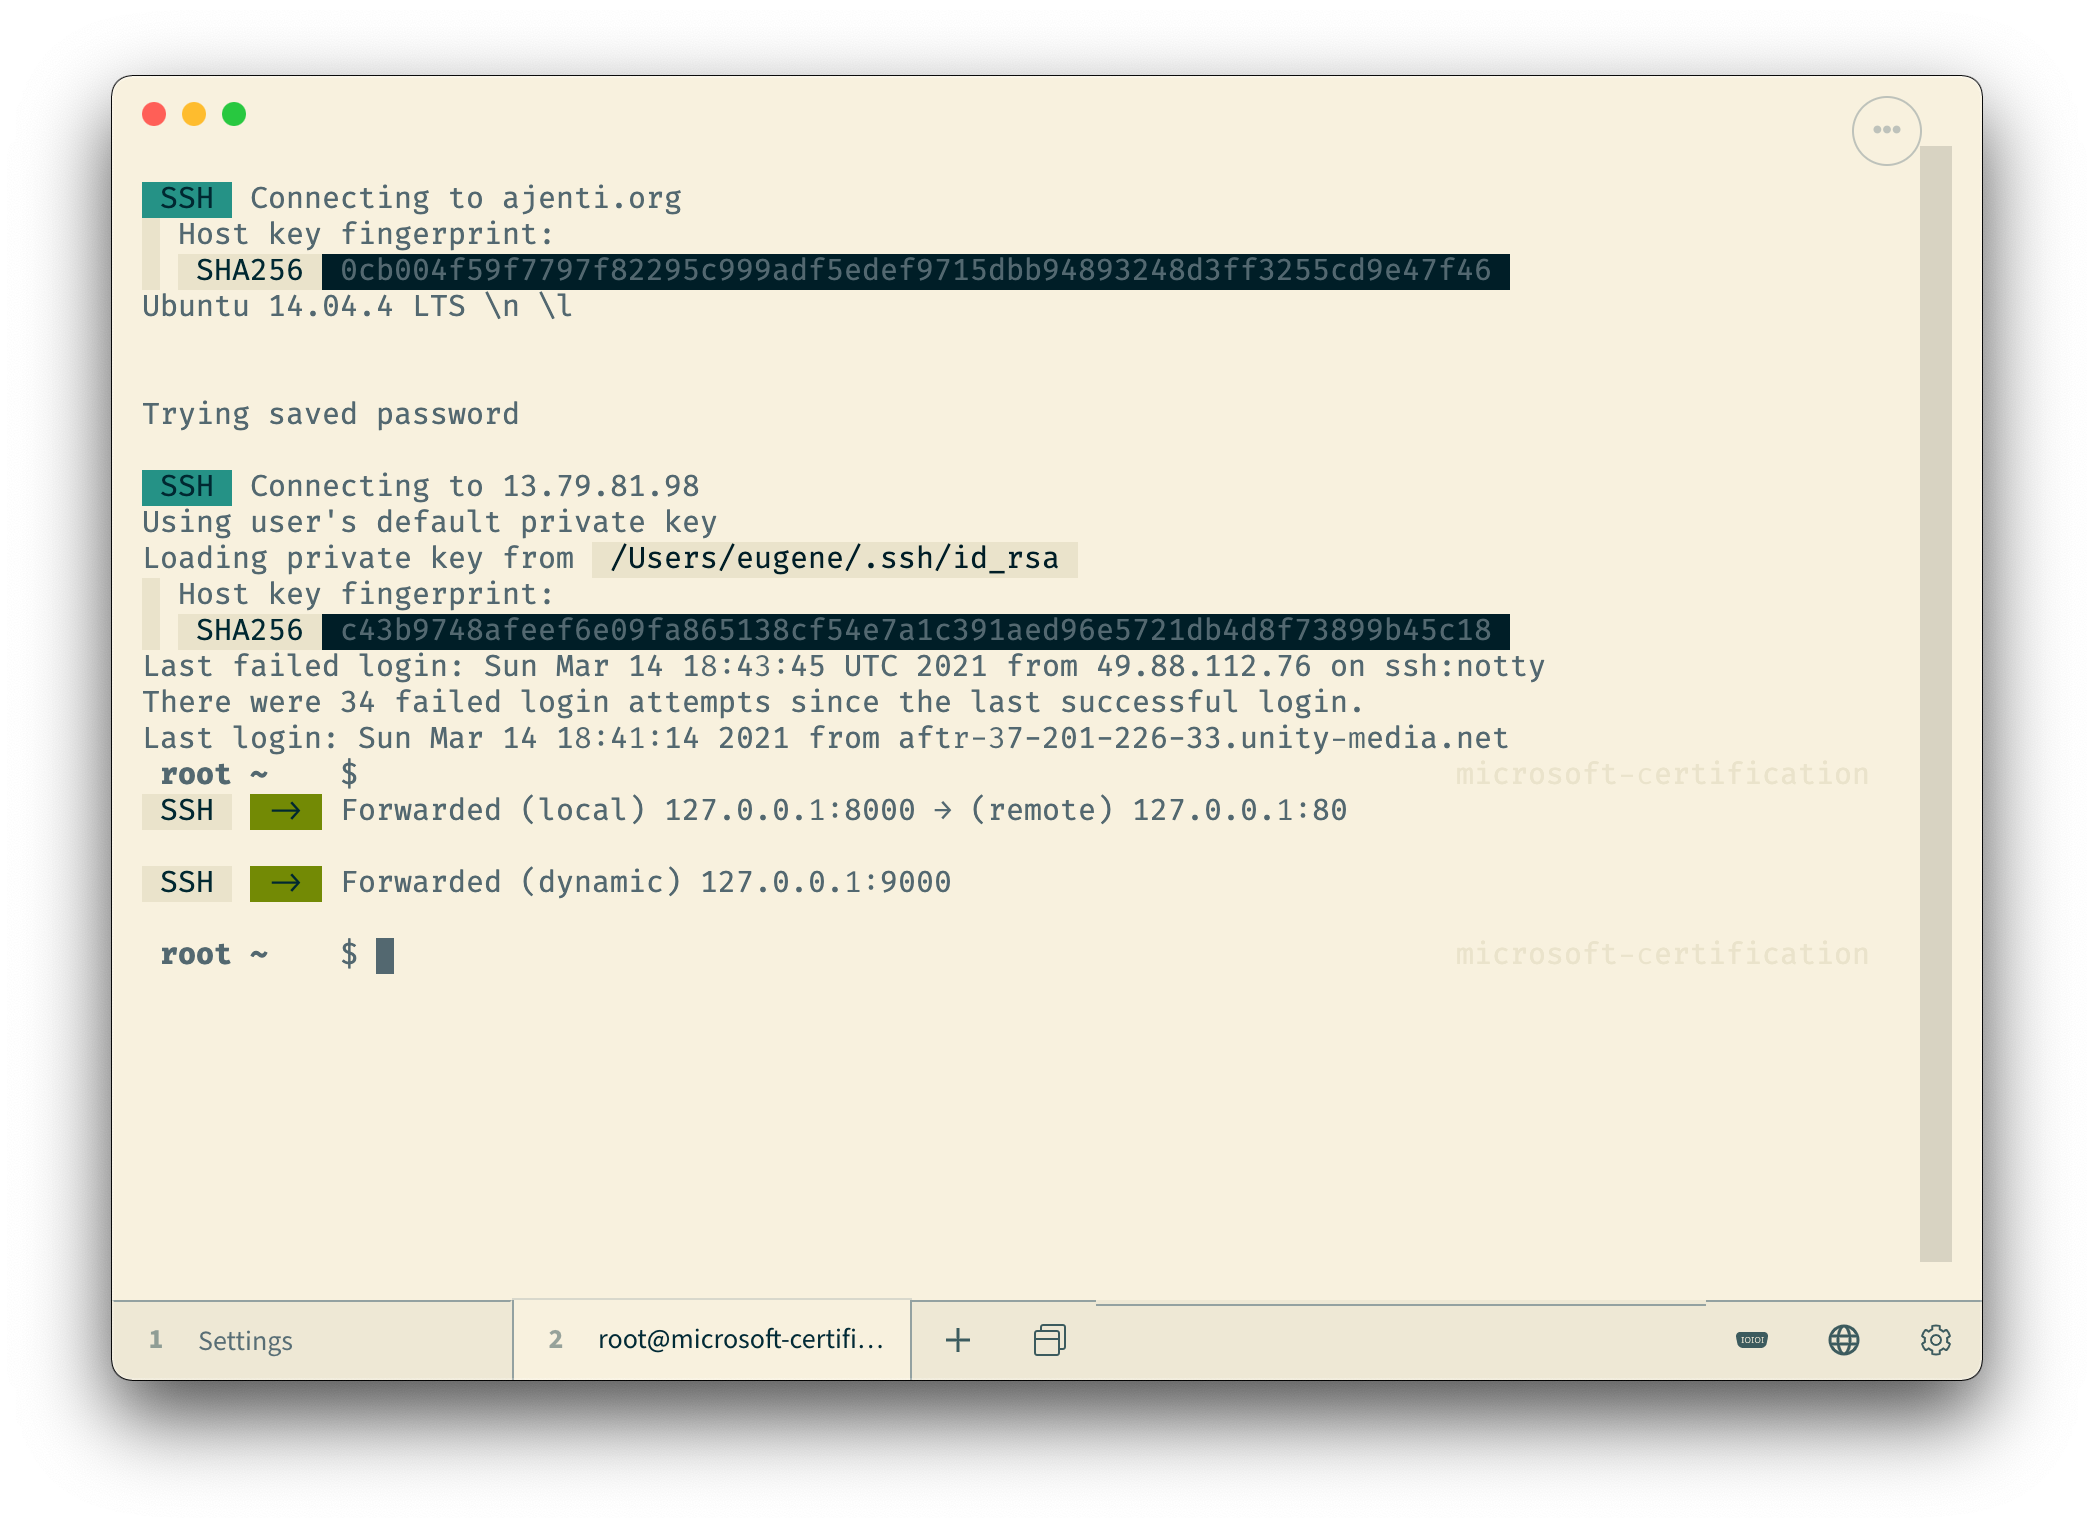 SSH Connecting to ajenti.org
Host key fingerprint:
SHA256 0cb004f59f7797f82295c999adf5edef9715dbb94893248d3ff3255cd9e47f46
Ubuntu 14.04.4 LTS \n \l
Trying saved password
SSH Connecting to 13.79.81.98
Using user's default private key
Loading private key from /Users/eugene/.ssh/id_rsa
Host key fingerprint:
SHA256 c43b9748afeef6e09fa865138cf54e7a1c391aed96e5721db4d8f73899b45c18
Last failed login: Sun Mar 14 18:43:45 UTC 2021 from 49.88.112.76 on ssh:notty
There were 34 failed login attempts since the last successful login.
Last login: Sun Mar 14 18:41:14 2021 from aftr-37-201-226-33.unity-media.net
root ~ $ microsoft-certification
SSH → Forwarded (local) 127.0.0.1:8000 → (remote) 127.0.0.1:80
SSH → Forwarded (dynamic) 127.0.0.1:9000
root ~ $ microsoft-certification
1 Settings 2 root@microsoft-certifi… + IOIOI